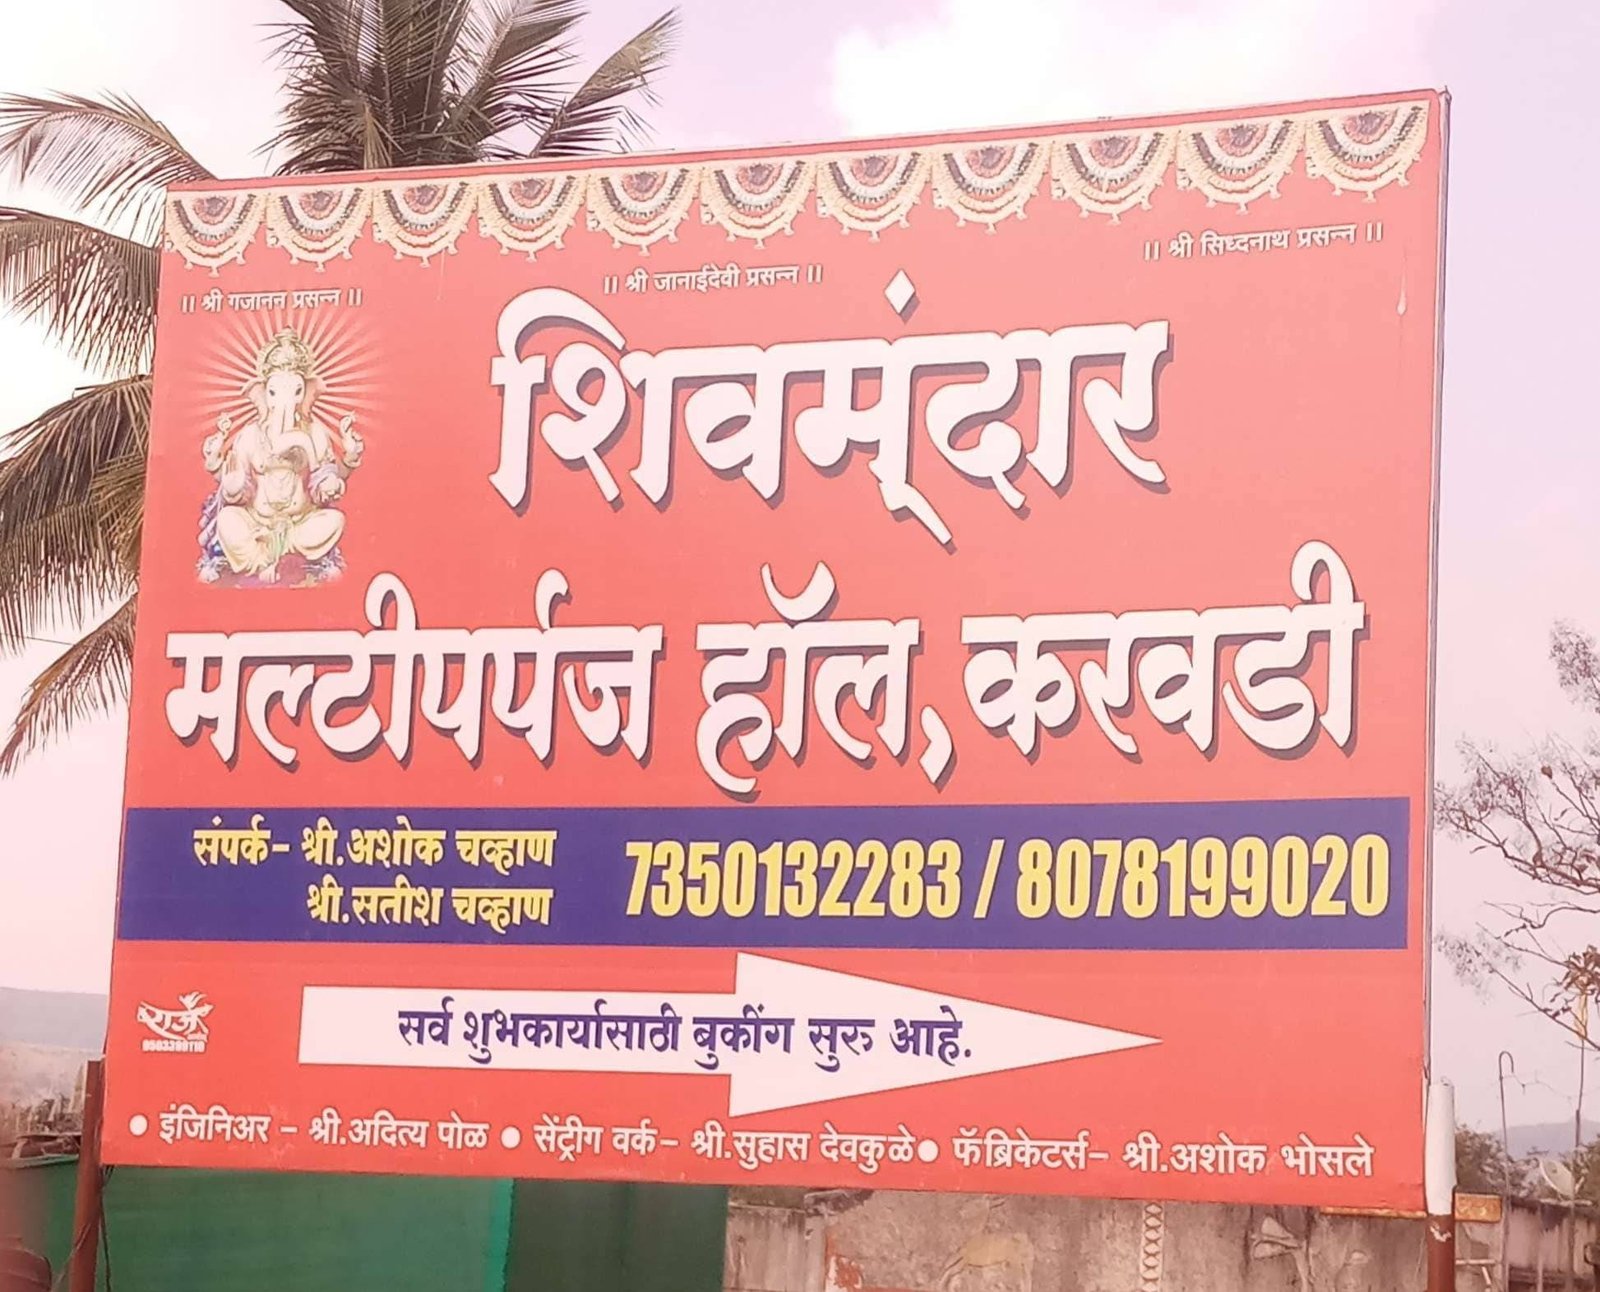 ॥ श्री गजानन प्रसन्न ॥
॥ श्री जानाईदेवी प्रसन्न ॥
॥ श्री सिध्दनाथ प्रसन्न ॥
शिवम्ंदार
मल्टीपर्पज हॉल, करवडी
संपर्क- श्री.अशोक चव्हाण
श्री.सतीश चव्हाण
7350132283 / 8078199020
राजे
सर्व शुभकार्यासाठी बुकींग सुरु आहे.
● इंजिनिअर - श्री.अदित्य पोळ ● सेंट्रींग वर्क- श्री.सुहास देवकुळे ● फॅब्रिकेटर्स- श्री.अशोक भोसले